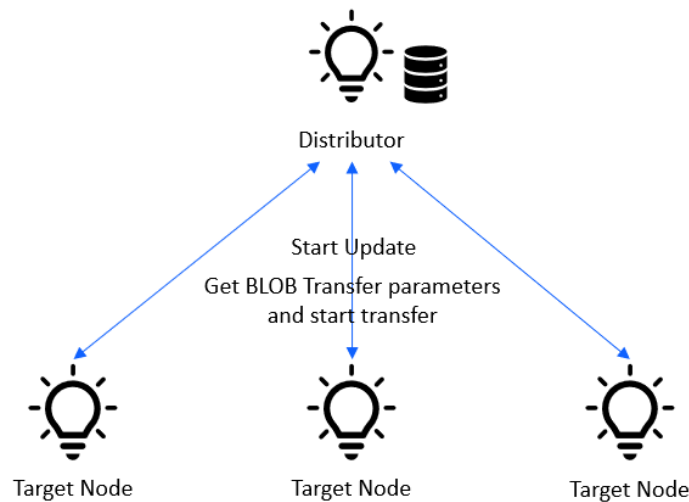 Distributor
Start Update
Get BLOB Transfer parameters
and start transfer
Target Node
Target Node
Target Node